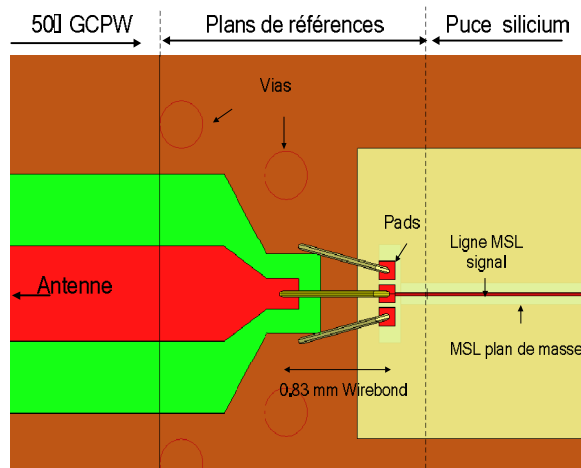 50▯ GCPW
Plans de références
Puce silicium
Vias
Pads
Ligne MSL
signal
Antenne
MSL plan de masse
0.83 mm Wirebond